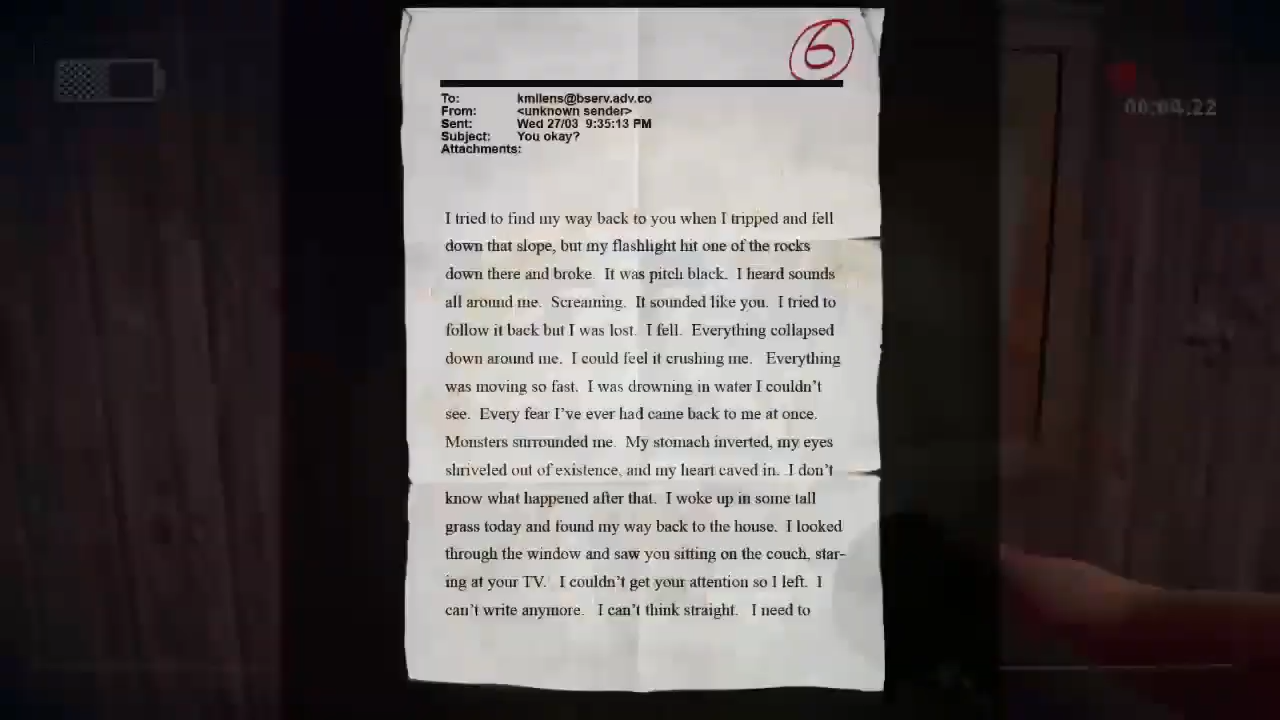 6
To: kmilens@bserv.adv.co
From: <unknown sender>
Sent: Wed 27/03 9:35:13 PM
Subject: You okay?
Attachments:
00:04.22
I tried to find my way back to you when I tripped and fell
down that slope, but my flashlight hit one of the rocks
down there and broke.  It was pitch black.  I heard sounds
all around me.  Screaming.  It sounded like you.  I tried to
follow it back but I was lost.  I fell.  Everything collapsed
down around me.  I could feel it crushing me.   Everything
was moving so fast.  I was drowning in water I couldn’t
see.  Every fear I’ve ever had came back to me at once.
Monsters surrounded me.  My stomach inverted, my eyes
shriveled out of existence, and my heart caved in.  I don’t
know what happened after that.  I woke up in some tall
grass today and found my way back to the house.  I looked
through the window and saw you sitting on the couch, star-
ing at your TV.   I couldn’t get your attention so I left.  I
can’t write anymore.   I can’t think straight.   I need to